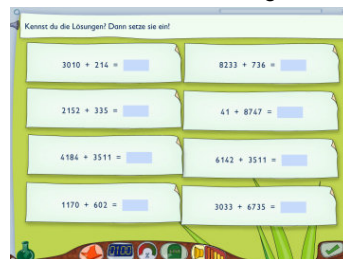 Kennst du die Lösungen? Dann setze sie ein!
3010 + 214 =
8233 + 736 =
2152 + 335 =
41 + 8747 =
4184 + 3511 =
6142 + 3511 =
1170 + 602 =
3033 + 6735 =